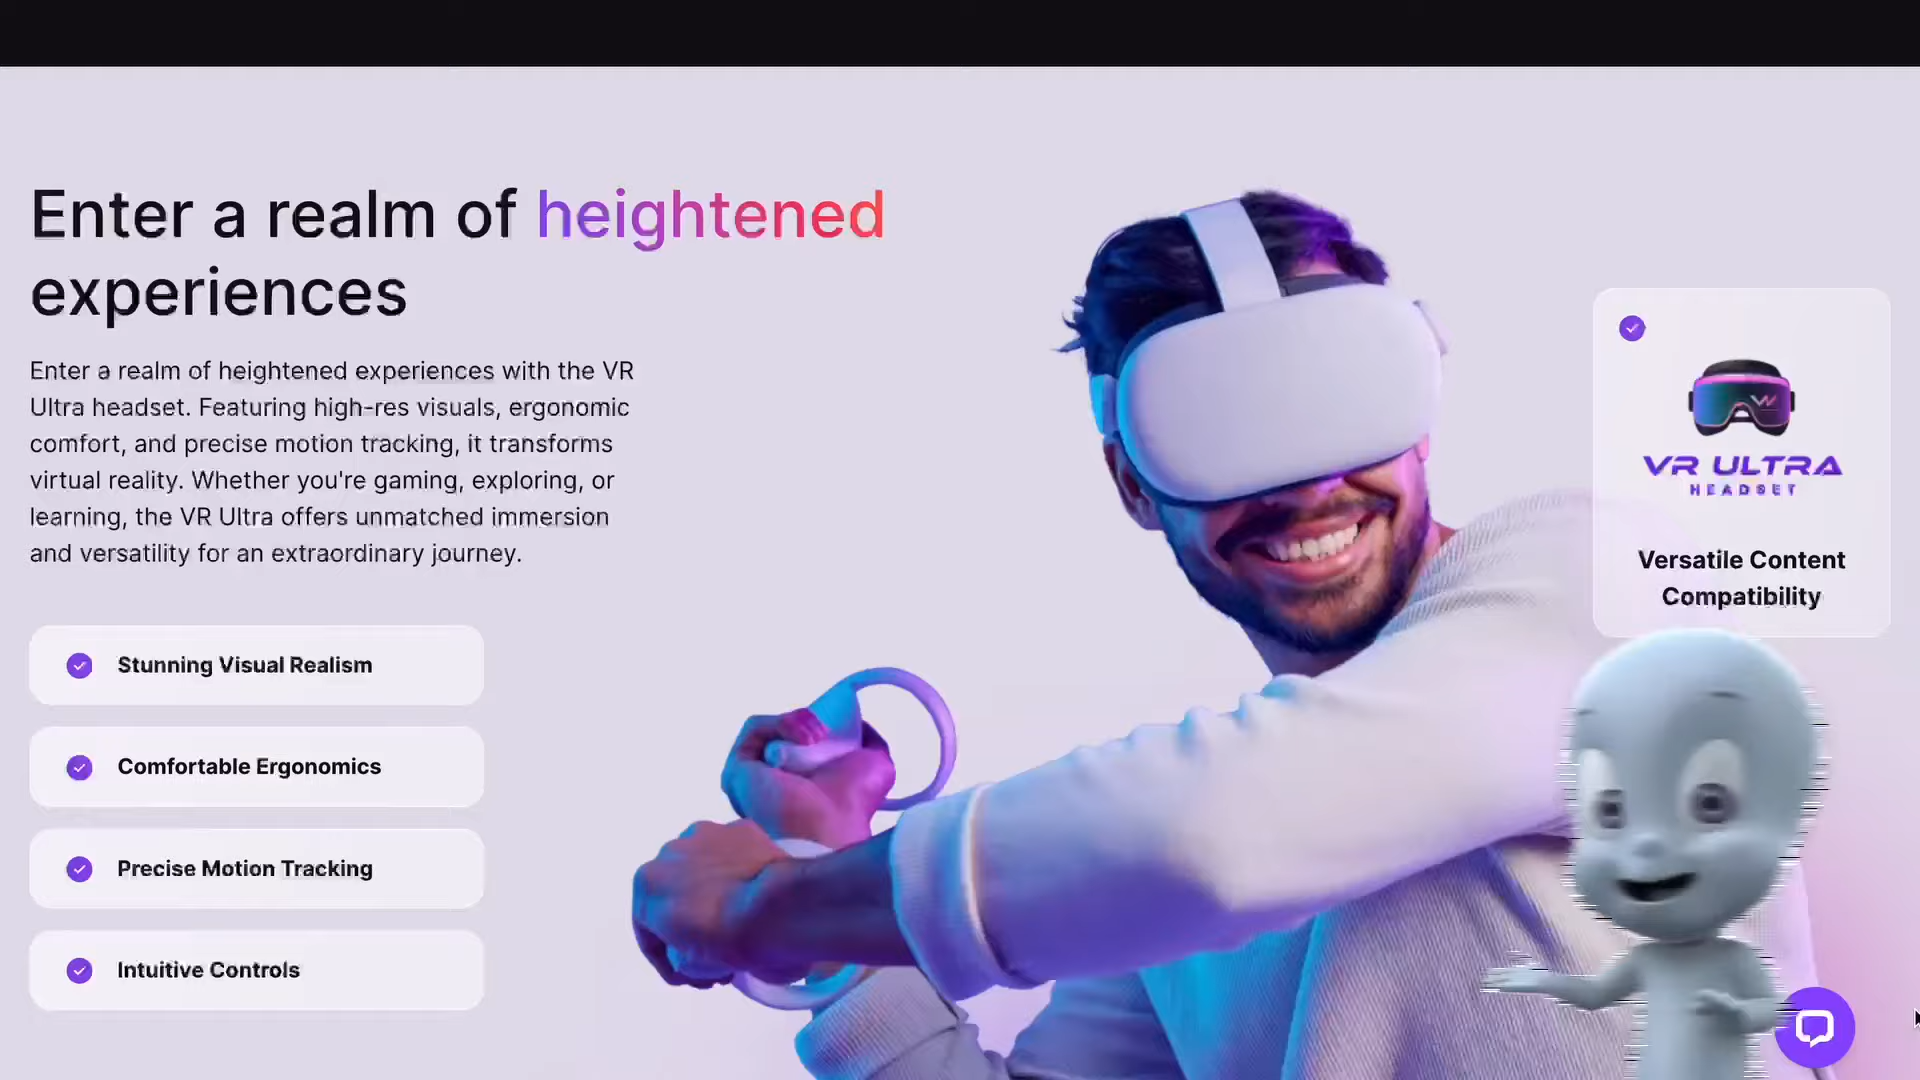 Enter a realm of heightened
experiences
Enter a realm of heightened experiences with the VR
Ultra headset. Featuring high-res visuals, ergonomic
comfort, and precise motion tracking, it transforms
virtual reality. Whether you're gaming, exploring, or
learning, the VR Ultra offers unmatched immersion
and versatility for an extraordinary journey.
Stunning Visual Realism
Comfortable Ergonomics
Precise Motion Tracking
Intuitive Controls
VR ULTRA
HEADSET
Versatile Content
Compatibility